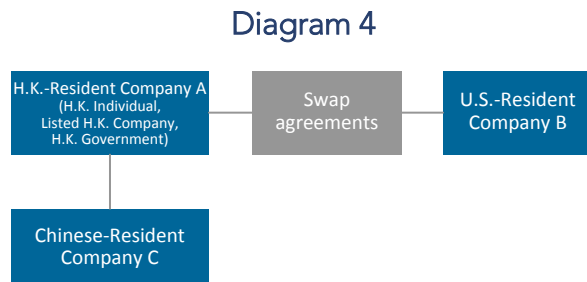 Diagram 4
H.K.-Resident Company A
(H.K. Individual,
Listed H.K. Company,
H.K. Government)
Swap
agreements
U.S.-Resident
Company B
Chinese-Resident
Company C